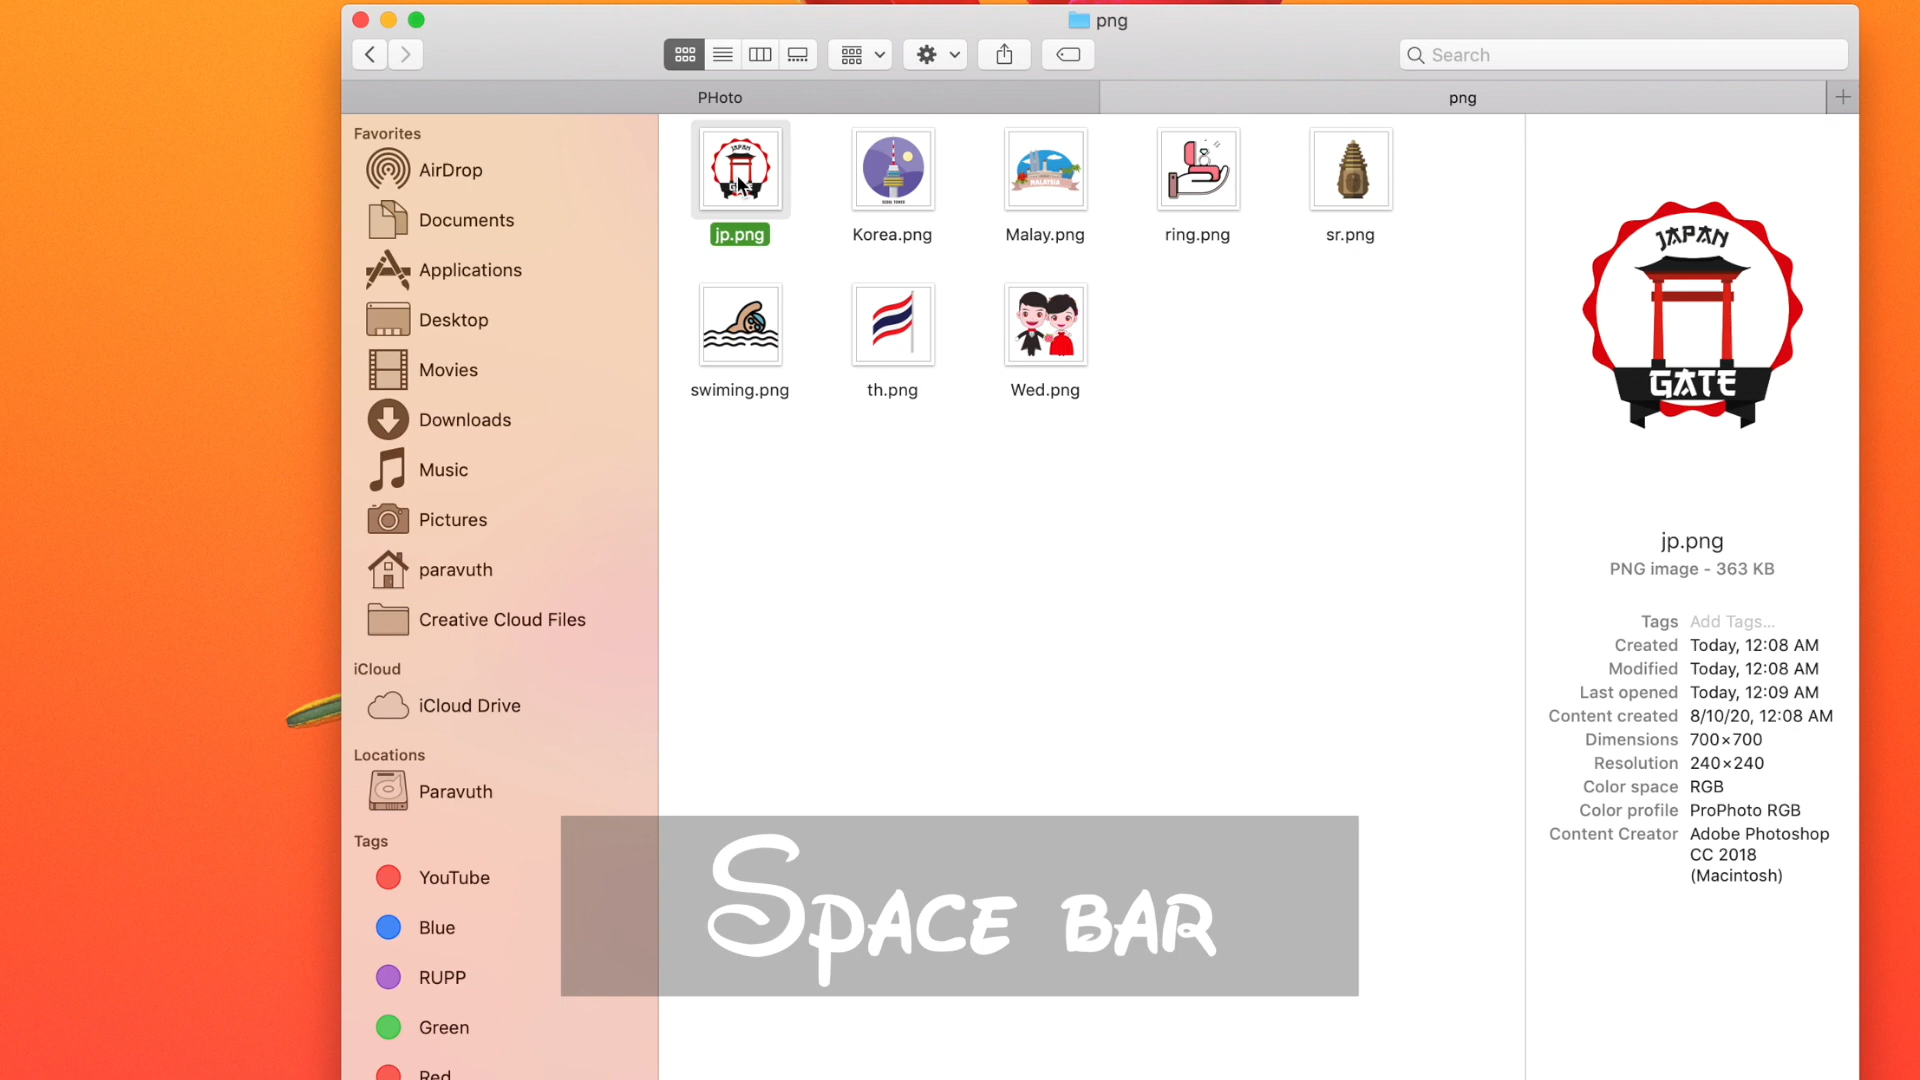 png
Search
PHoto
png
Favorites
AirDrop
Documents
Applications
Desktop
Movies
Downloads
Music
Pictures
paravuth
Creative Cloud Files
iCloud
iCloud Drive
Locations
Paravuth
Tags
YouTube
Blue
RUPP
Green
Red
JAPAN
jp.png
Korea.png
MALAYSIA
Malay.png
ring.png
sr.png
swiming.png
th.png
Wed.png
JAPAN
GATE
jp.png
PNG image - 363 KB
Tags Add Tags...
Created Today, 12:08 AM
Modified Today, 12:08 AM
Last opened Today, 12:09 AM
Content created 8/10/20, 12:08 AM
Dimensions 700×700
Resolution 240×240
Color space RGB
Color profile ProPhoto RGB
Content Creator Adobe Photoshop
CC 2018
(Macintosh)
Space bar